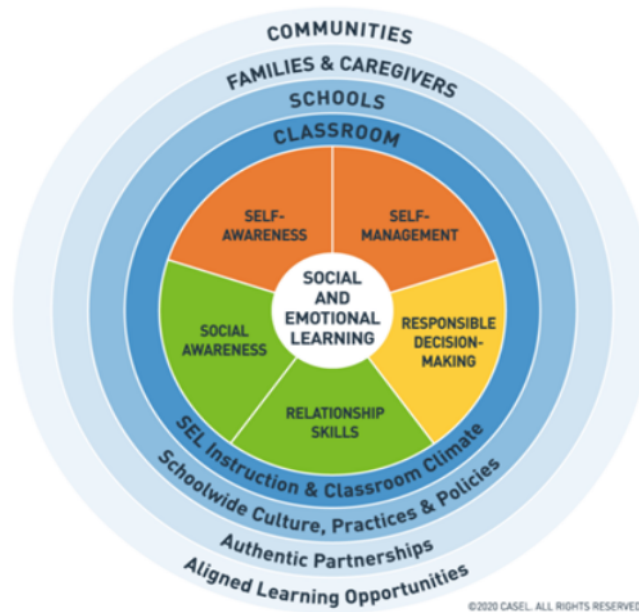 COMMUNITIES
FAMILIES & CAREGIVERS
SCHOOLS
CLASSROOM
SELF-
AWARENESS
SELF-
MANAGEMENT
SOCIAL
AND
EMOTIONAL
LEARNING
SOCIAL
AWARENESS
RESPONSIBLE
DECISION-
MAKING
RELATIONSHIP
SKILLS
SEL Instruction & Classroom Climate
Schoolwide Culture, Practices & Policies
Authentic Partnerships
Aligned Learning Opportunities
©2020 CASEL. ALL RIGHTS RESERVED